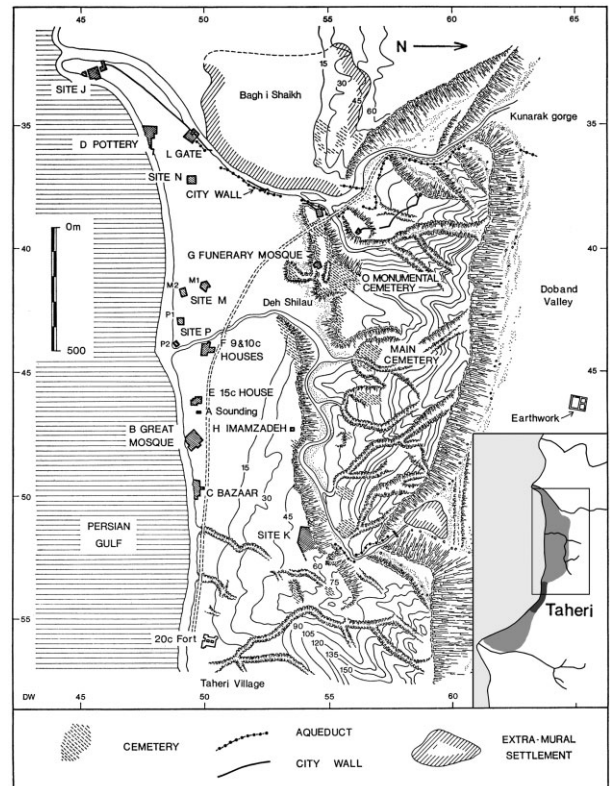 45 50 55 60 65
N
15
30
45
60
SITE J
Bagh i Shaikh
Kunarak gorge
35 35
D POTTERY
L GATE
SITE N
CITY WALL
0m
40 40
G FUNERARY MOSQUE
O MONUMENTAL
CEMETERY
Doband
Valley
M2 M1
SITE M
Deh Shilau
P1
SITE P
500
P2
F 9&10c
HOUSES
MAIN
CEMETERY
45 45
E 15c HOUSE
A Sounding
Earthwork
B GREAT
MOSQUE
H IMAMZADEH
15
30
45
50
C BAZAAR
PERSIAN
GULF
SITE K
60
75
Taheri
55
20c Fort
90
105
120
135
150
Taheri Village
DW 45 50 55 60
CEMETERY
AQUEDUCT
CITY WALL
EXTRA-MURAL
SETTLEMENT